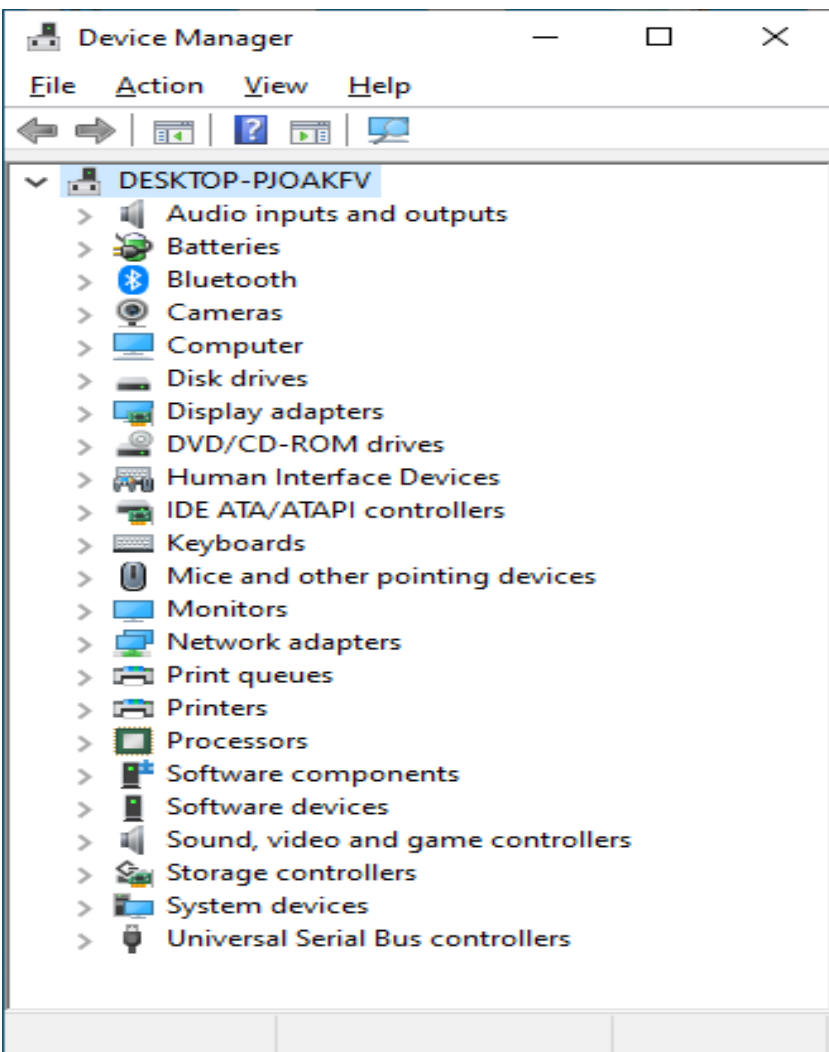 Device Manager
File Action View Help
DESKTOP-PJOAKFV
Audio inputs and outputs
Batteries
Bluetooth
Cameras
Computer
Disk drives
Display adapters
DVD/CD-ROM drives
Human Interface Devices
IDE ATA/ATAPI controllers
Keyboards
Mice and other pointing devices
Monitors
Network adapters
Print queues
Printers
Processors
Software components
Software devices
Sound, video and game controllers
Storage controllers
System devices
Universal Serial Bus controllers